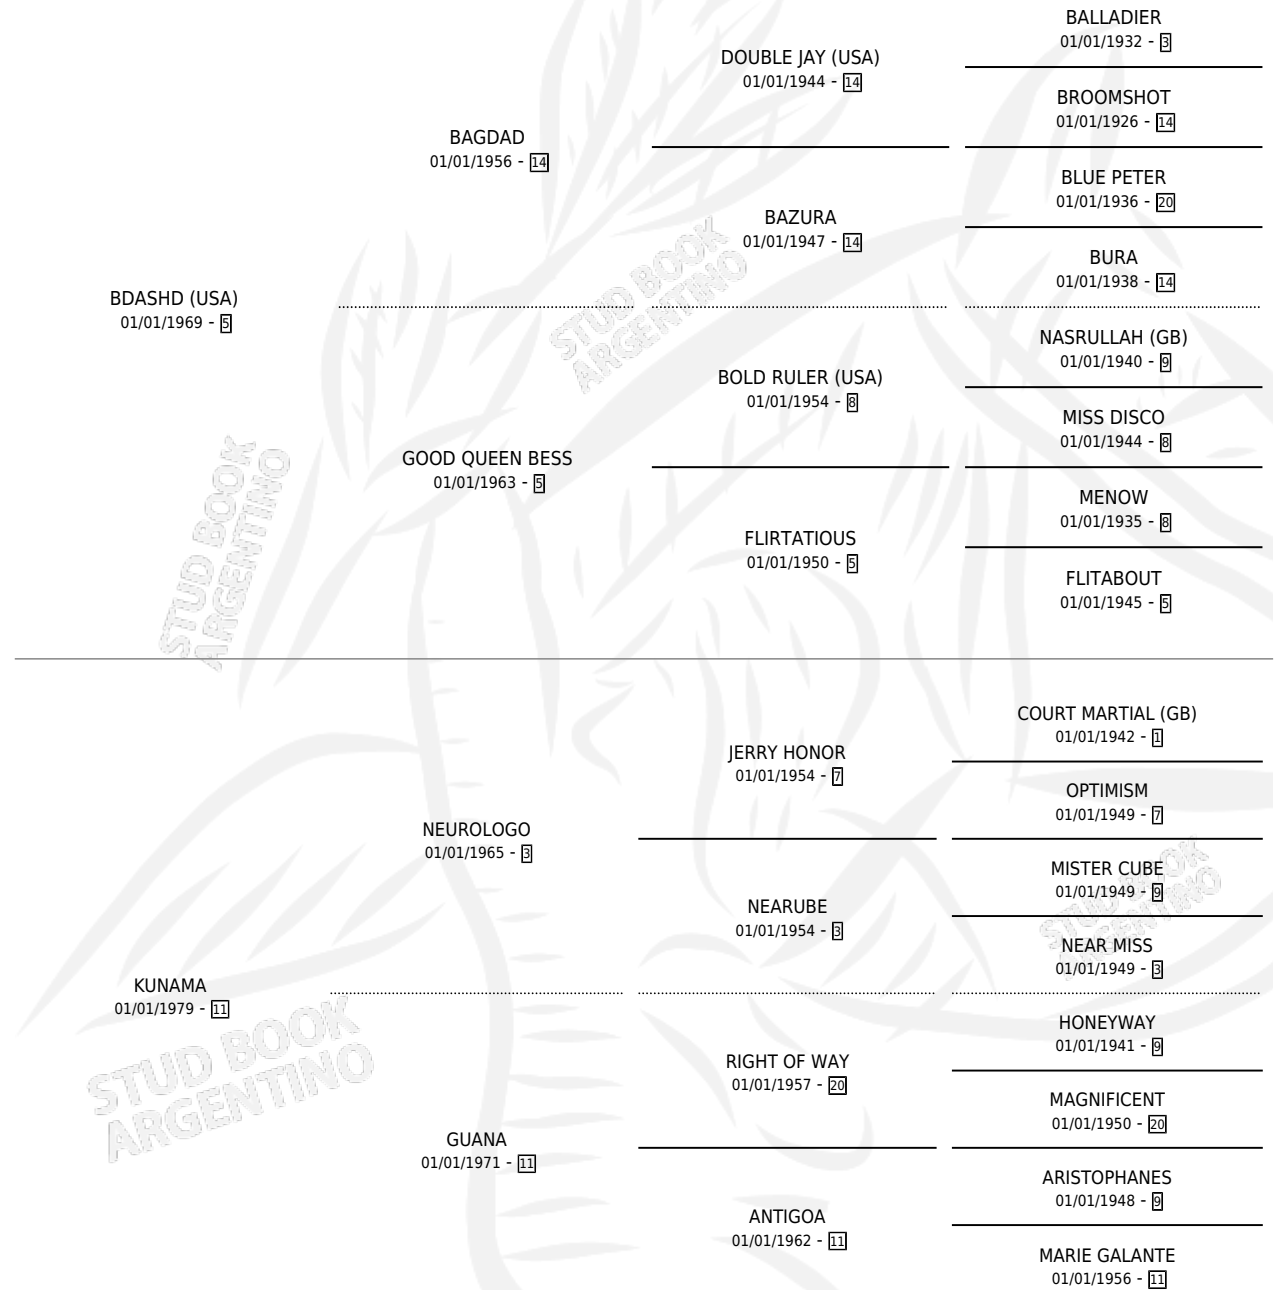 BALLADIER
01/01/1932 - 3
DOUBLE JAY (USA)
01/01/1944 - 14
BROOMSHOT
01/01/1926 - 14
BAGDAD
01/01/1956 - 14
BLUE PETER
01/01/1936 - 20
BAZURA
01/01/1947 - 14
BURA
01/01/1938 - 14
BDASHD (USA)
01/01/1969 - 5
NASRULLAH (GB)
01/01/1940 - 9
BOLD RULER (USA)
01/01/1954 - 8
MISS DISCO
01/01/1944 - 8
GOOD QUEEN BESS
01/01/1963 - 5
MENOW
01/01/1935 - 8
FLIRTATIOUS
01/01/1950 - 5
FLITABOUT
01/01/1945 - 5
COURT MARTIAL (GB)
01/01/1942 - 1
JERRY HONOR
01/01/1954 - 7
OPTIMISM
01/01/1949 - 7
NEUROLOGO
01/01/1965 - 3
MISTER CUBE
01/01/1949 - 9
NEARUBE
01/01/1954 - 3
NEAR MISS
01/01/1949 - 3
KUNAMA
01/01/1979 - 11
HONEYWAY
01/01/1941 - 9
RIGHT OF WAY
01/01/1957 - 20
MAGNIFICENT
01/01/1950 - 20
GUANA
01/01/1971 - 11
ARISTOPHANES
01/01/1948 - 9
ANTIGOA
01/01/1962 - 11
MARIE GALANTE
01/01/1956 - 11
STUD BOOK
ARGENTINO
STUD BOOK
ARGENTINO
STUD BOOK
ARGENTINO
STUD BOOK
ARGENTINO